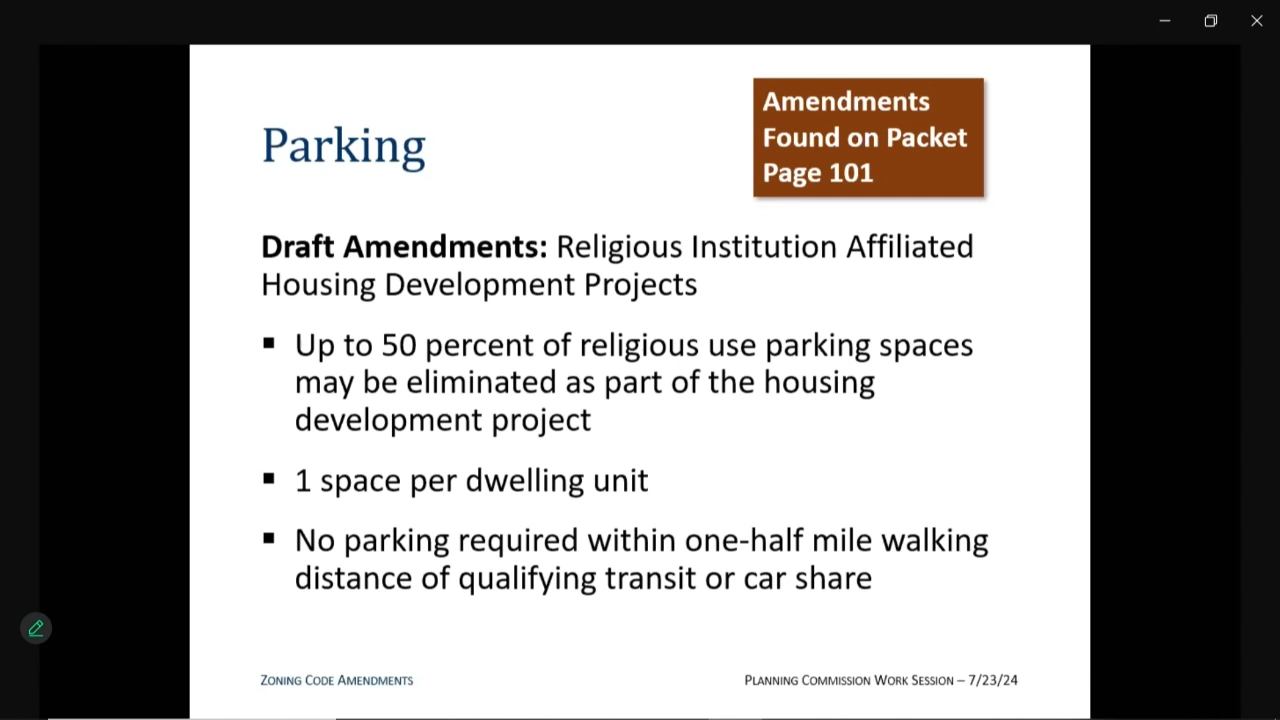 Parking
Amendments
Found on Packet
Page 101
Draft Amendments: Religious Institution Affiliated
Housing Development Projects
▪ Up to 50 percent of religious use parking spaces
may be eliminated as part of the housing
development project
▪ 1 space per dwelling unit
▪ No parking required within one-half mile walking
distance of qualifying transit or car share
ZONING CODE AMENDMENTS
PLANNING COMMISSION WORK SESSION – 7/23/24